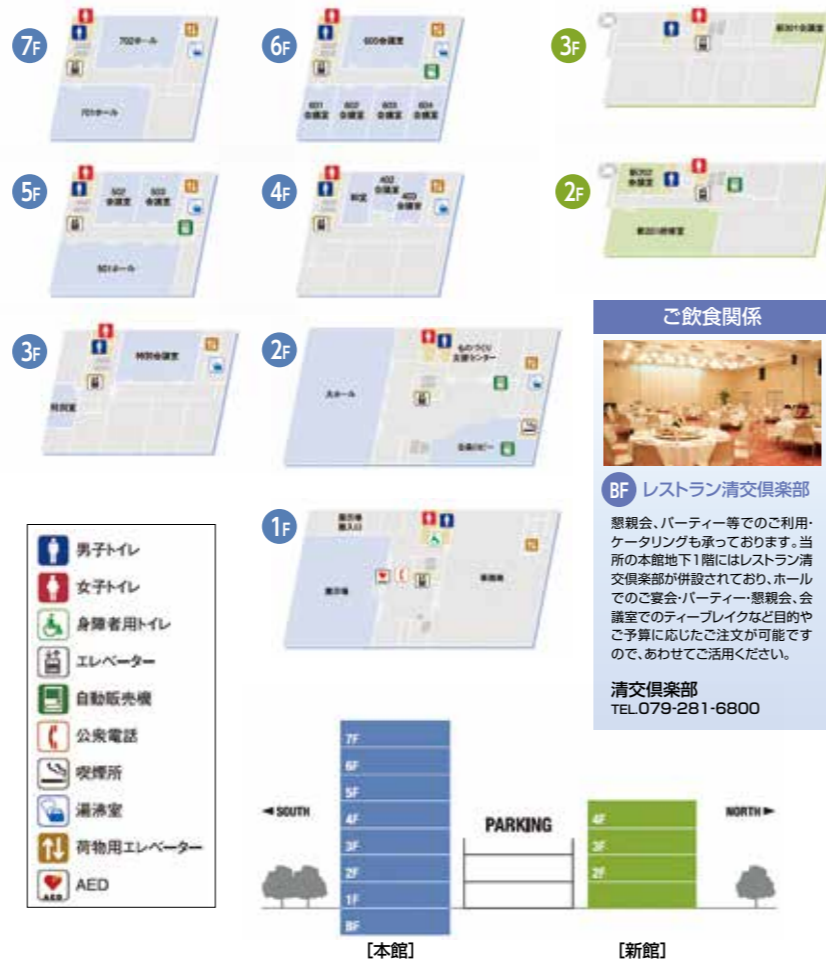 7F
702ホール
701ホール
6F
605会議室
601
会議室
602
会議室
603
会議室
604
会議室
3F
新301会議室
5F
502
会議室
503
会議室
501ホール
4F
和室
402
会議室
403
会議室
2F
新202
会議室
新201研修室
3F
特別会議室
特別室
2F
大ホール
ものづくり
支援センター
会員ロビー
1F
展示場
搬入口
展示場
事務局
ご飲食関係
BF レストラン清交倶楽部
懇親会、パーティー等でのご利用・
ケータリングも承っております。当
所の本館地下1階にはレストラン清
交倶楽部が併設されており、ホール
でのご宴会・パーティー・懇親会、会
議室でのティーブレイクなど目的や
ご予算に応じたご注文が可能です
ので、あわせてご活用ください。
清交倶楽部
TEL.079-281-6800
男子トイレ
女子トイレ
身障者用トイレ
エレベーター
自動販売機
公衆電話
喫煙所
湯沸室
荷物用エレベーター
AED AED
7F
6F
5F
4F
3F
2F
1F
BF
◄SOUTH
PARKING
4F
3F
2F
NORTH►
[本館]
[新館]